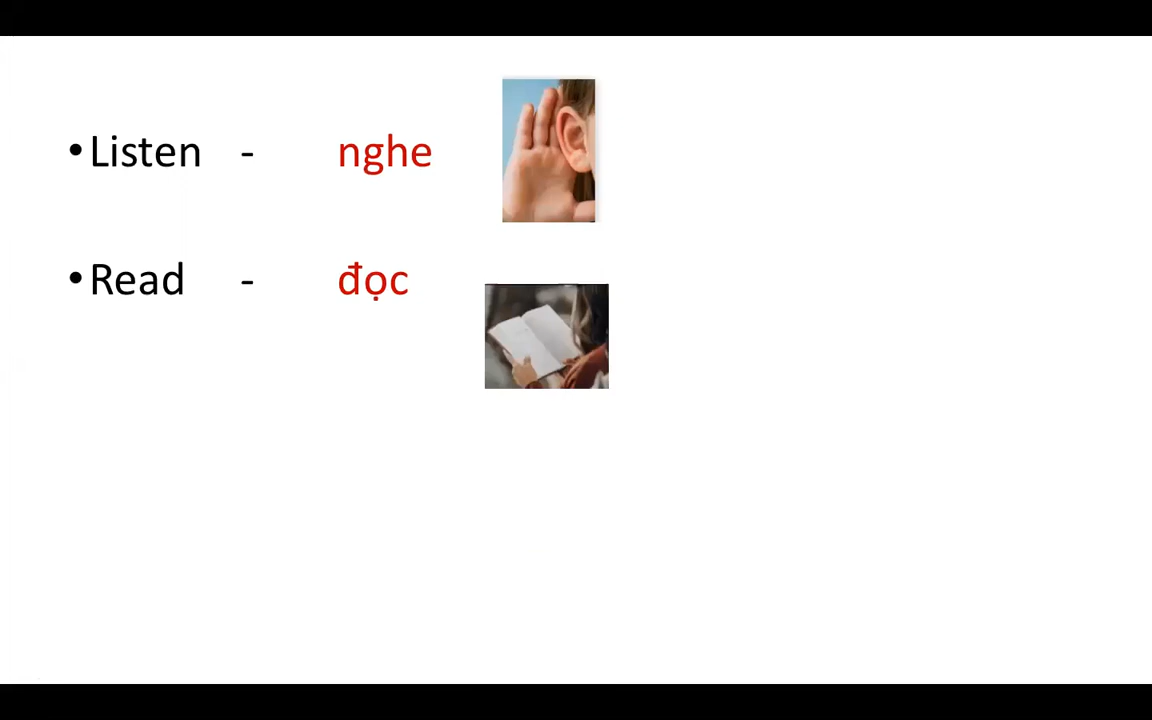 •Listen - nghe
•Read - đọc